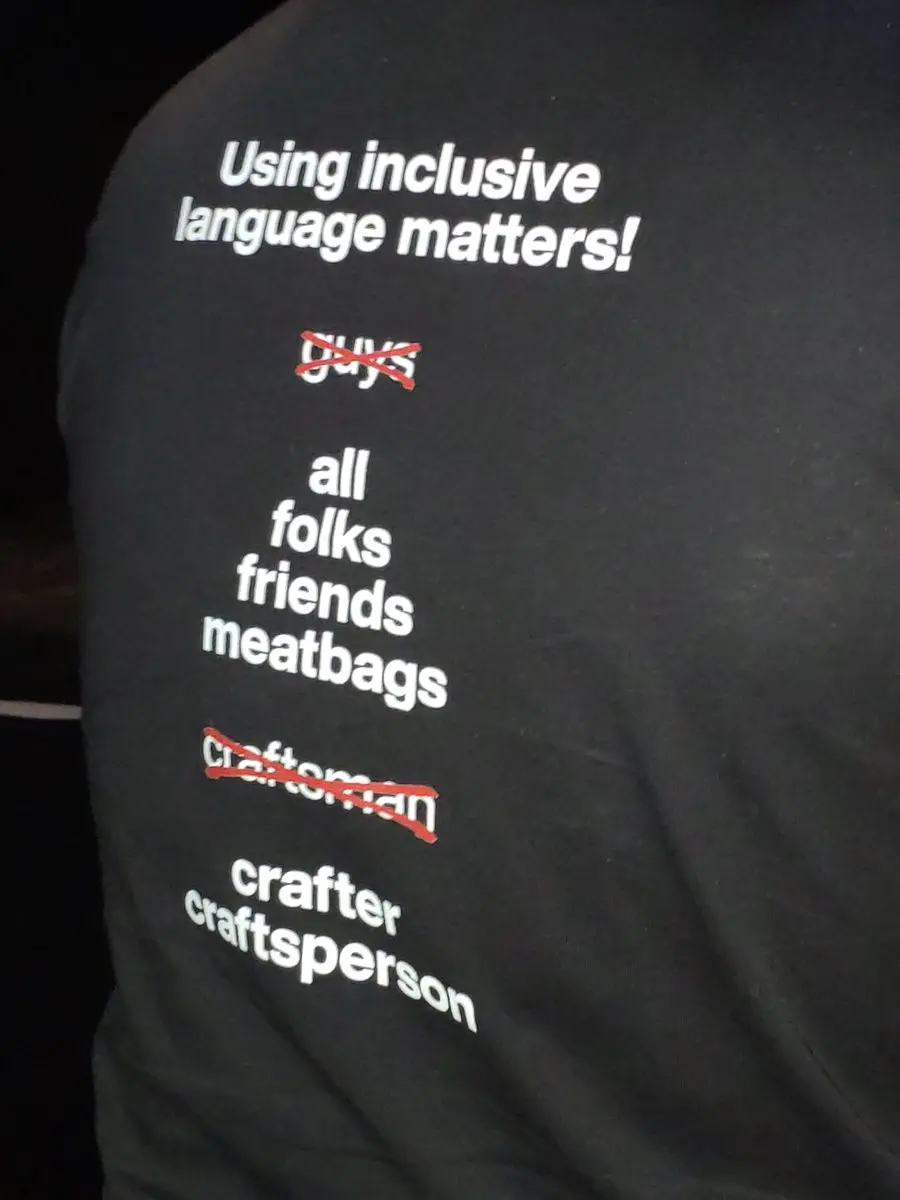 Using inclusive
language matters!
guys
all
folks
friends
meatbags
craftsman
crafter
craftsperson